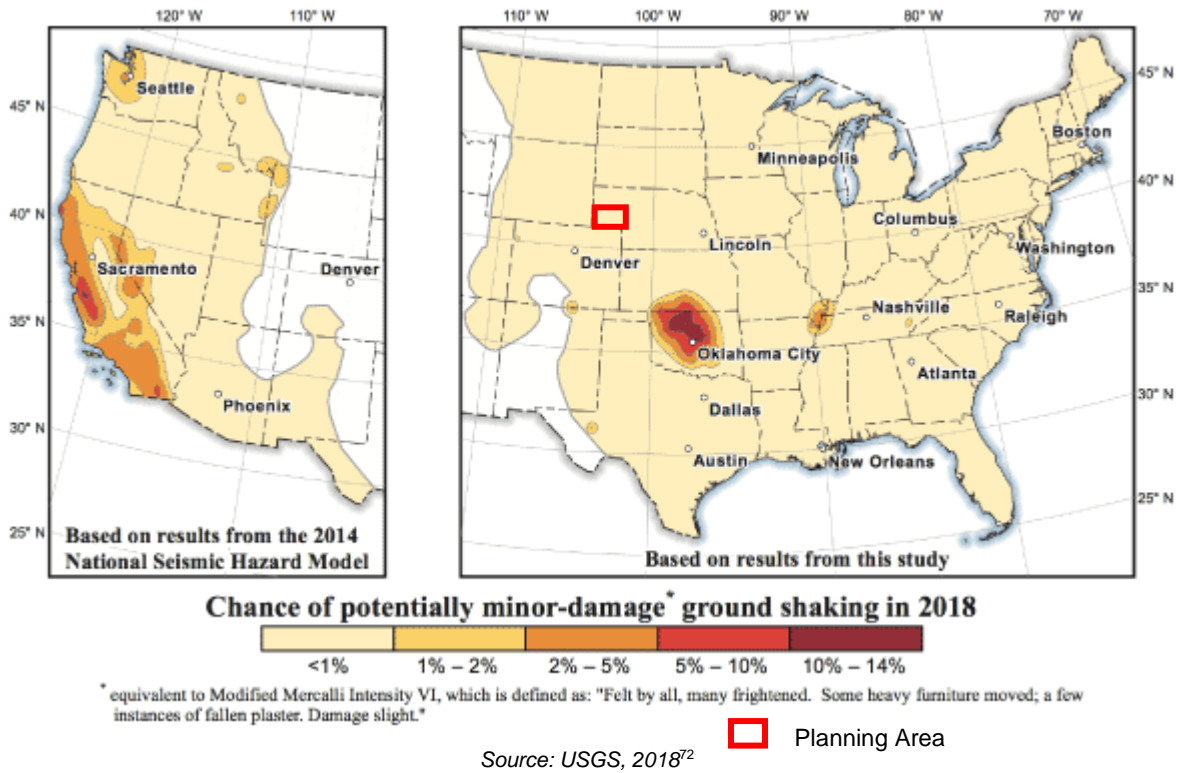 120° W 110° W
110° W 100° W 90° W 80° W 70° W
45° N
40° N
35° N
30° N
25° N
Seattle
Sacramento
Denver
Phoenix
Based on results from the 2014
National Seismic Hazard Model
Minneapolis
Boston
Columbus
Lincoln
Washington
Denver
Nashville
Raleigh
Oklahoma City
Atlanta
Dallas
Austin
New Orleans
Based on results from this study
45° N
40° N
35° N
30° N
25° N
Chance of potentially minor-damage* ground shaking in 2018
<1% 1% – 2% 2% – 5% 5% – 10% 10% – 14%
* equivalent to Modified Mercalli Intensity VI, which is defined as: "Felt by all, many frightened. Some heavy furniture moved; a few
instances of fallen plaster. Damage slight."
Planning Area
Source: USGS, 2018⁷²